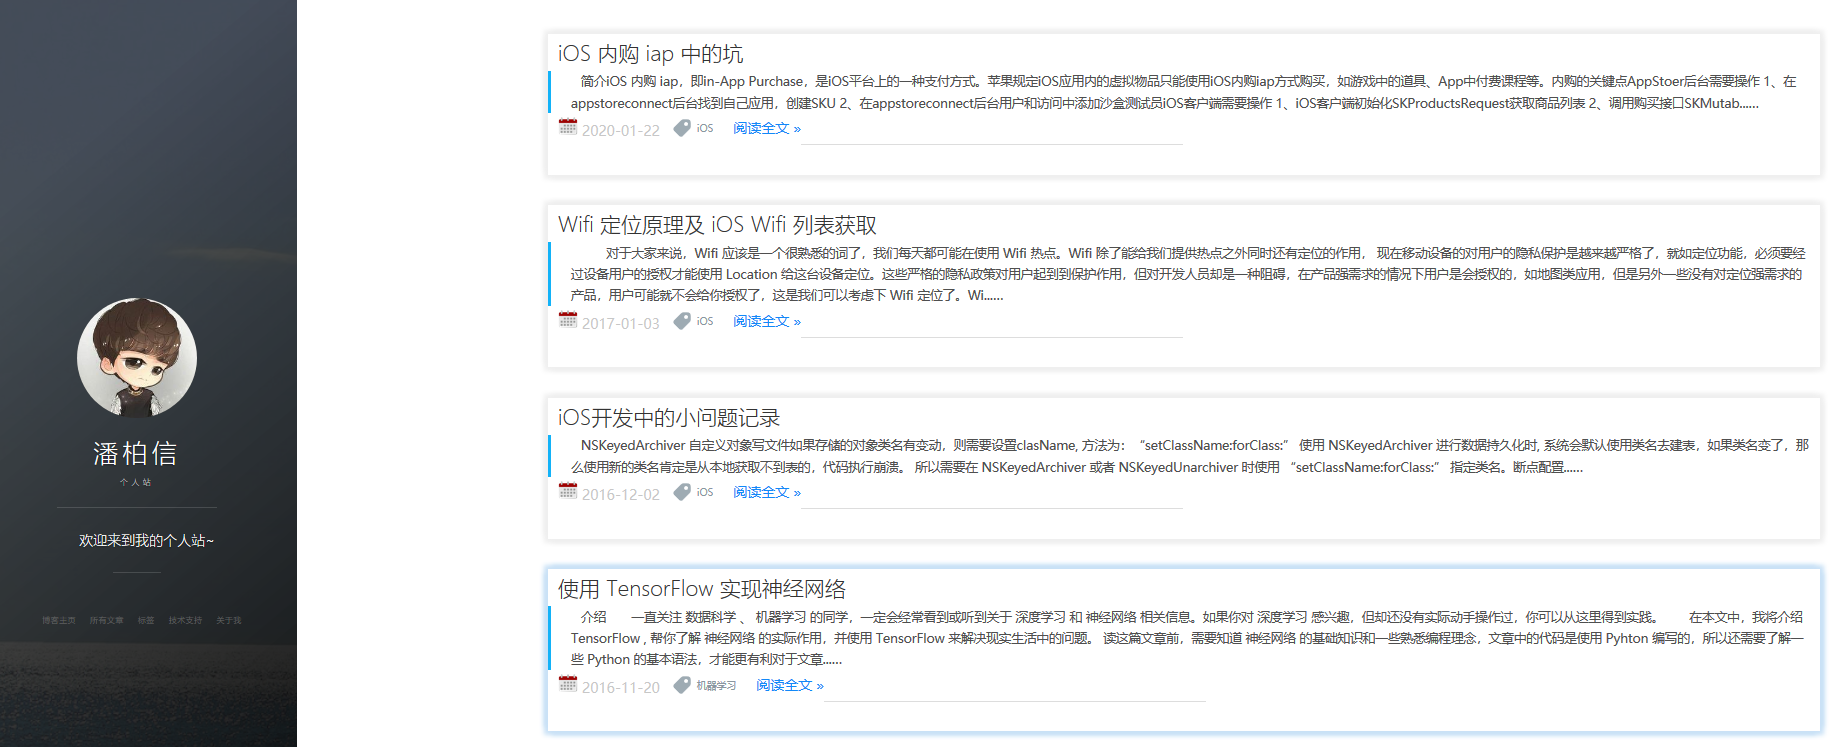 潘柏信
个人站
欢迎来到我的个人站~
博客主页 所有文章 标签 技术支持 关于我
iOS 内购 iap 中的坑
简介iOS 内购 iap，即in-App Purchase，是iOS平台上的一种支付方式。苹果规定iOS应用内的虚拟物品只能使用iOS内购iap方式购买，如游戏中的道具、App中付费课程等。内购的关键点AppStoer后台需要操作 1、在
appstoreconnect后台找到自己应用，创建SKU 2、在appstoreconnect后台用户和访问中添加沙盒测试员iOS客户端需要操作 1、iOS客户端初始化SKProductsRequest获取商品列表 2、调用购买接口SKMutab......
2020-01-22 iOS 阅读全文 »
Wifi 定位原理及 iOS Wifi 列表获取
对于大家来说，Wifi 应该是一个很熟悉的词了，我们每天都可能在使用 Wifi 热点。Wifi 除了能给我们提供热点之外同时还有定位的作用， 现在移动设备的对用户的隐私保护是越来越严格了，就如定位功能，必须要经
过设备用户的授权才能使用 Location 给这台设备定位。这些严格的隐私政策对用户起到到保护作用，但对开发人员却是一种阻碍，在产品强需求的情况下用户是会授权的，如地图类应用，但是另外一些没有对定位强需求的
产品，用户可能就不会给你授权了，这是我们可以考虑下 Wifi 定位了。Wi......
2017-01-03 iOS 阅读全文 »
iOS开发中的小问题记录
NSKeyedArchiver 自定义对象写文件如果存储的对象类名有变动，则需要设置clasName, 方法为：“setClassName:forClass:” 使用 NSKeyedArchiver 进行数据持久化时, 系统会默认使用类名去建表，如果类名变了，那
么使用新的类名肯定是从本地获取不到表的，代码执行崩溃。 所以需要在 NSKeyedArchiver 或者 NSKeyedUnarchiver 时使用 “setClassName:forClass:” 指定类名。断点配置......
2016-12-02 iOS 阅读全文 »
使用 TensorFlow 实现神经网络
介绍 一直关注 数据科学 、 机器学习 的同学，一定会经常看到或听到关于 深度学习 和 神经网络 相关信息。如果你对 深度学习 感兴趣，但却还没有实际动手操作过，你可以从这里得到实践。 在本文中，我将介绍
TensorFlow , 帮你了解 神经网络 的实际作用，并使用 TensorFlow 来解决现实生活中的问题。 读这篇文章前，需要知道 神经网络 的基础知识和一些熟悉编程理念，文章中的代码是使用 Pyhton 编写的，所以还需要了解一
些 Python 的基本语法，才能更有利对于文章......
2016-11-20 机器学习 阅读全文 »